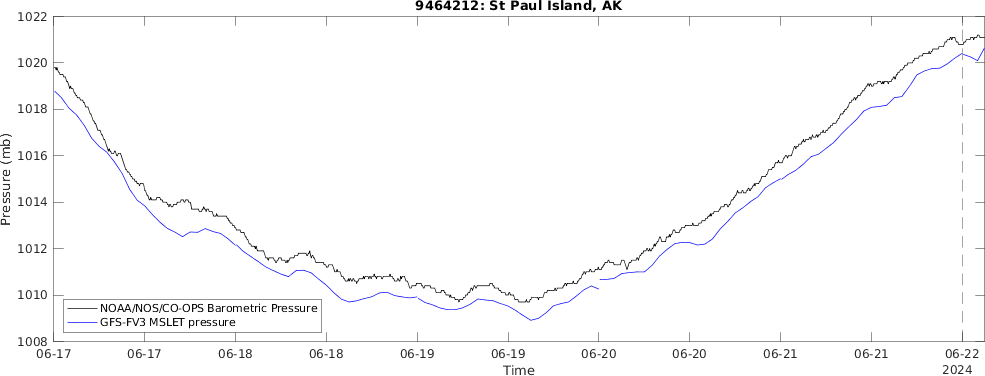 9464212: St Paul Island, AK
1022
1020
1018
1016
1014
1012
1010
1008
Pressure (mb)
NOAA/NOS/CO-OPS Barometric Pressure
GFS-FV3 MSLET pressure
06-17 06-17 06-18 06-18 06-19 06-19 06-20 06-20 06-21 06-21 06-22
Time
2024